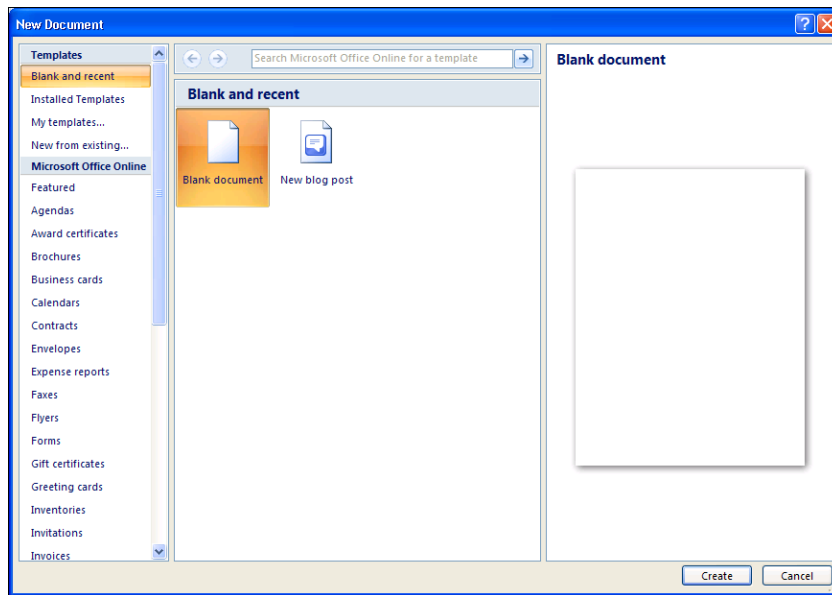 New Document
Templates
Blank and recent
Installed Templates
My templates...
New from existing...
Microsoft Office Online
Featured
Agendas
Award certificates
Brochures
Business cards
Calendars
Contracts
Envelopes
Expense reports
Faxes
Flyers
Forms
Gift certificates
Greeting cards
Inventories
Invitations
Invoices
Search Microsoft Office Online for a template
Blank and recent
Blank document
New blog post
Blank document
Create
Cancel